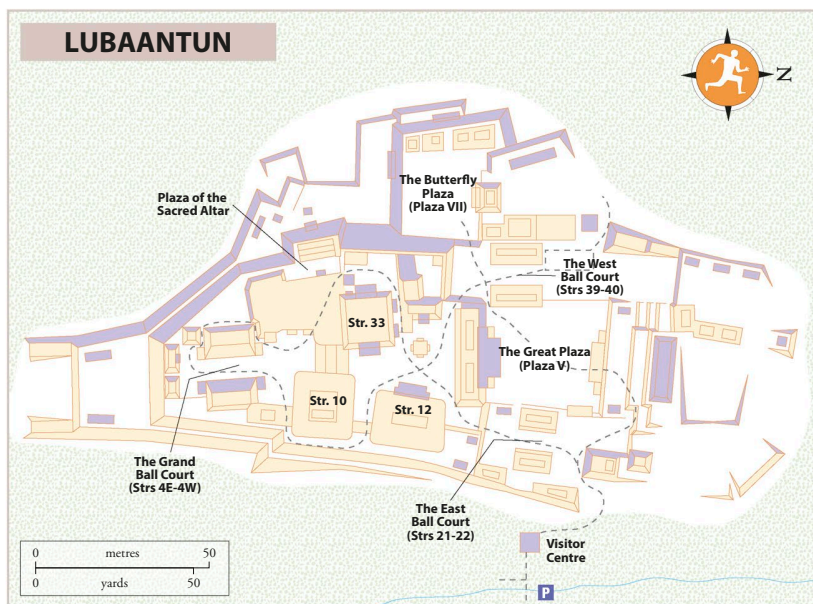 LUBAANTUN
N
The Butterfly
Plaza
(Plaza VII)
Plaza of the
Sacred Altar
The West
Ball Court
(Strs 39-40)
Str. 33
The Great Plaza
(Plaza V)
Str. 10
Str. 12
The Grand
Ball Court
(Strs 4E-4W)
The East
Ball Court
(Strs 21-22)
Visitor
Centre
P
0 metres 50
0 yards 50